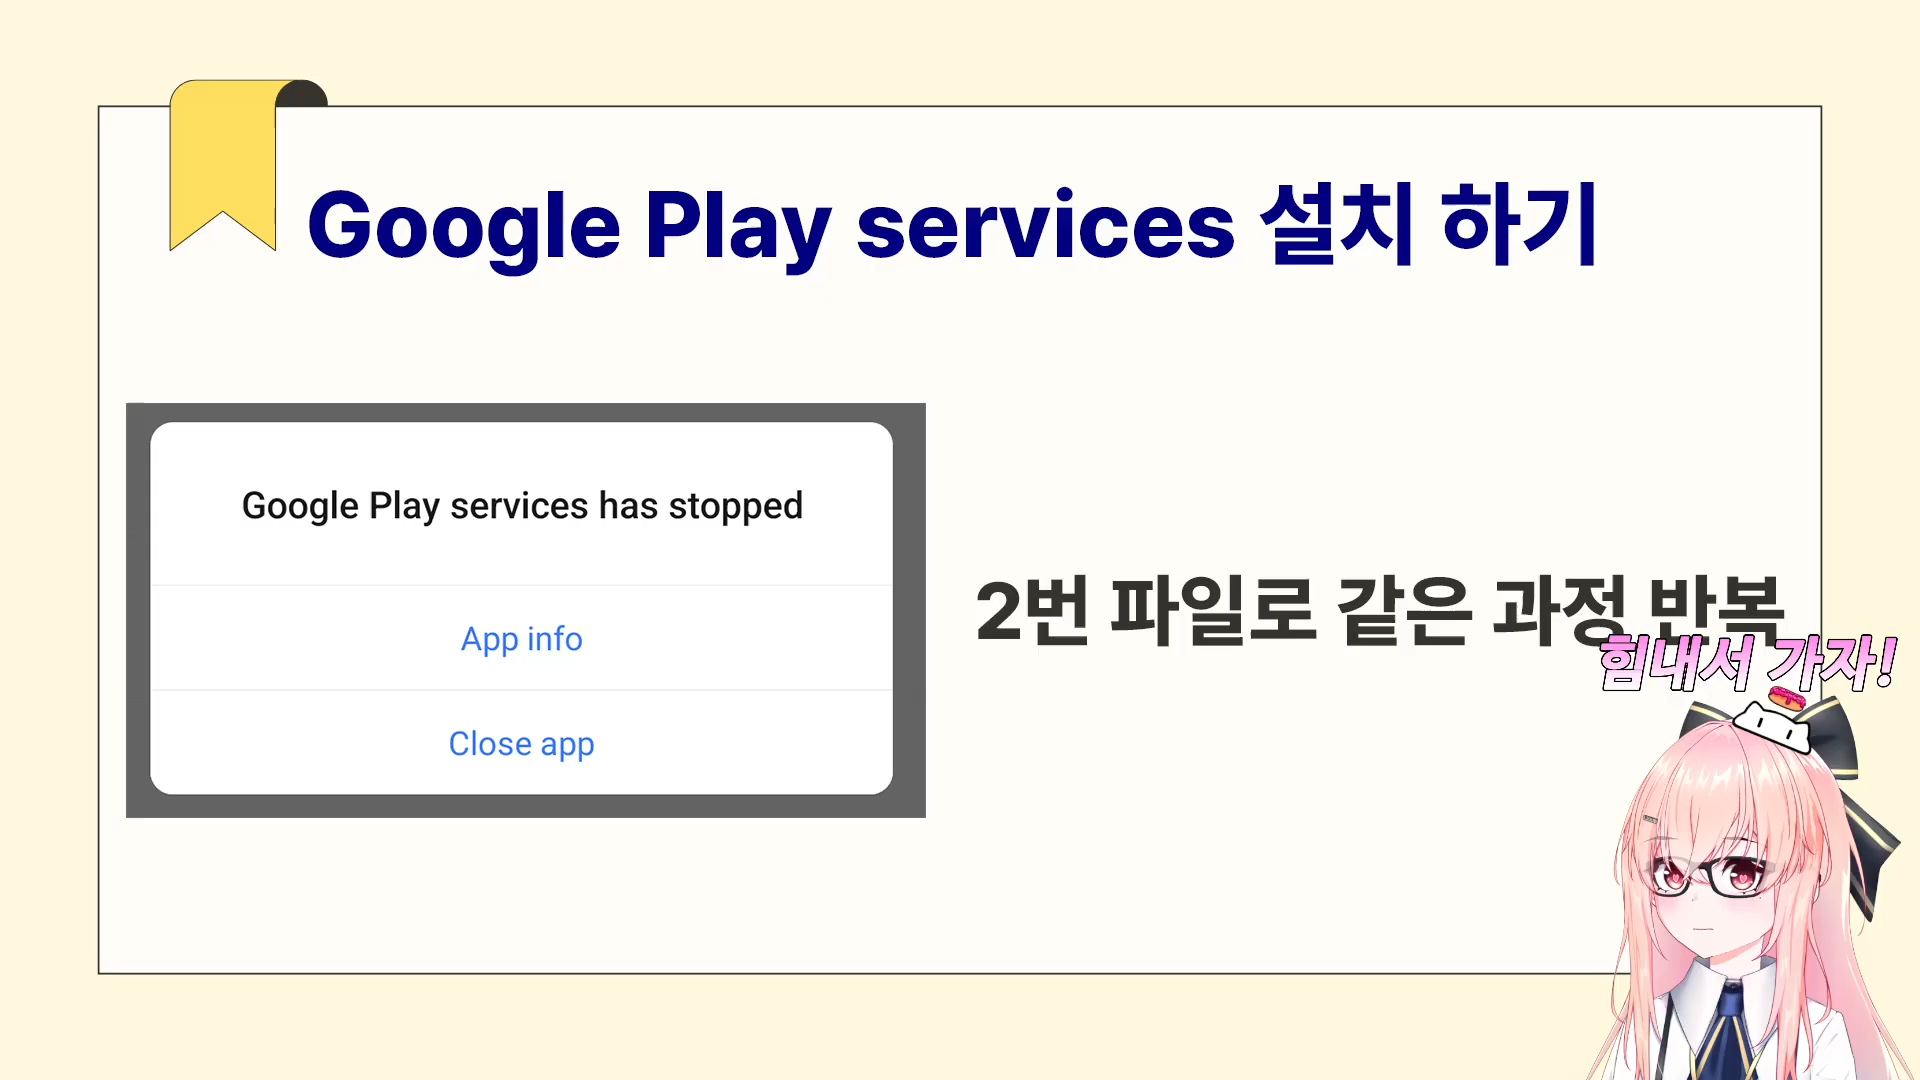 Google Play services 설치 하기
Google Play services has stopped
App info
Close app
2번 파일로 같은 과정 반복
힘내서 가자!